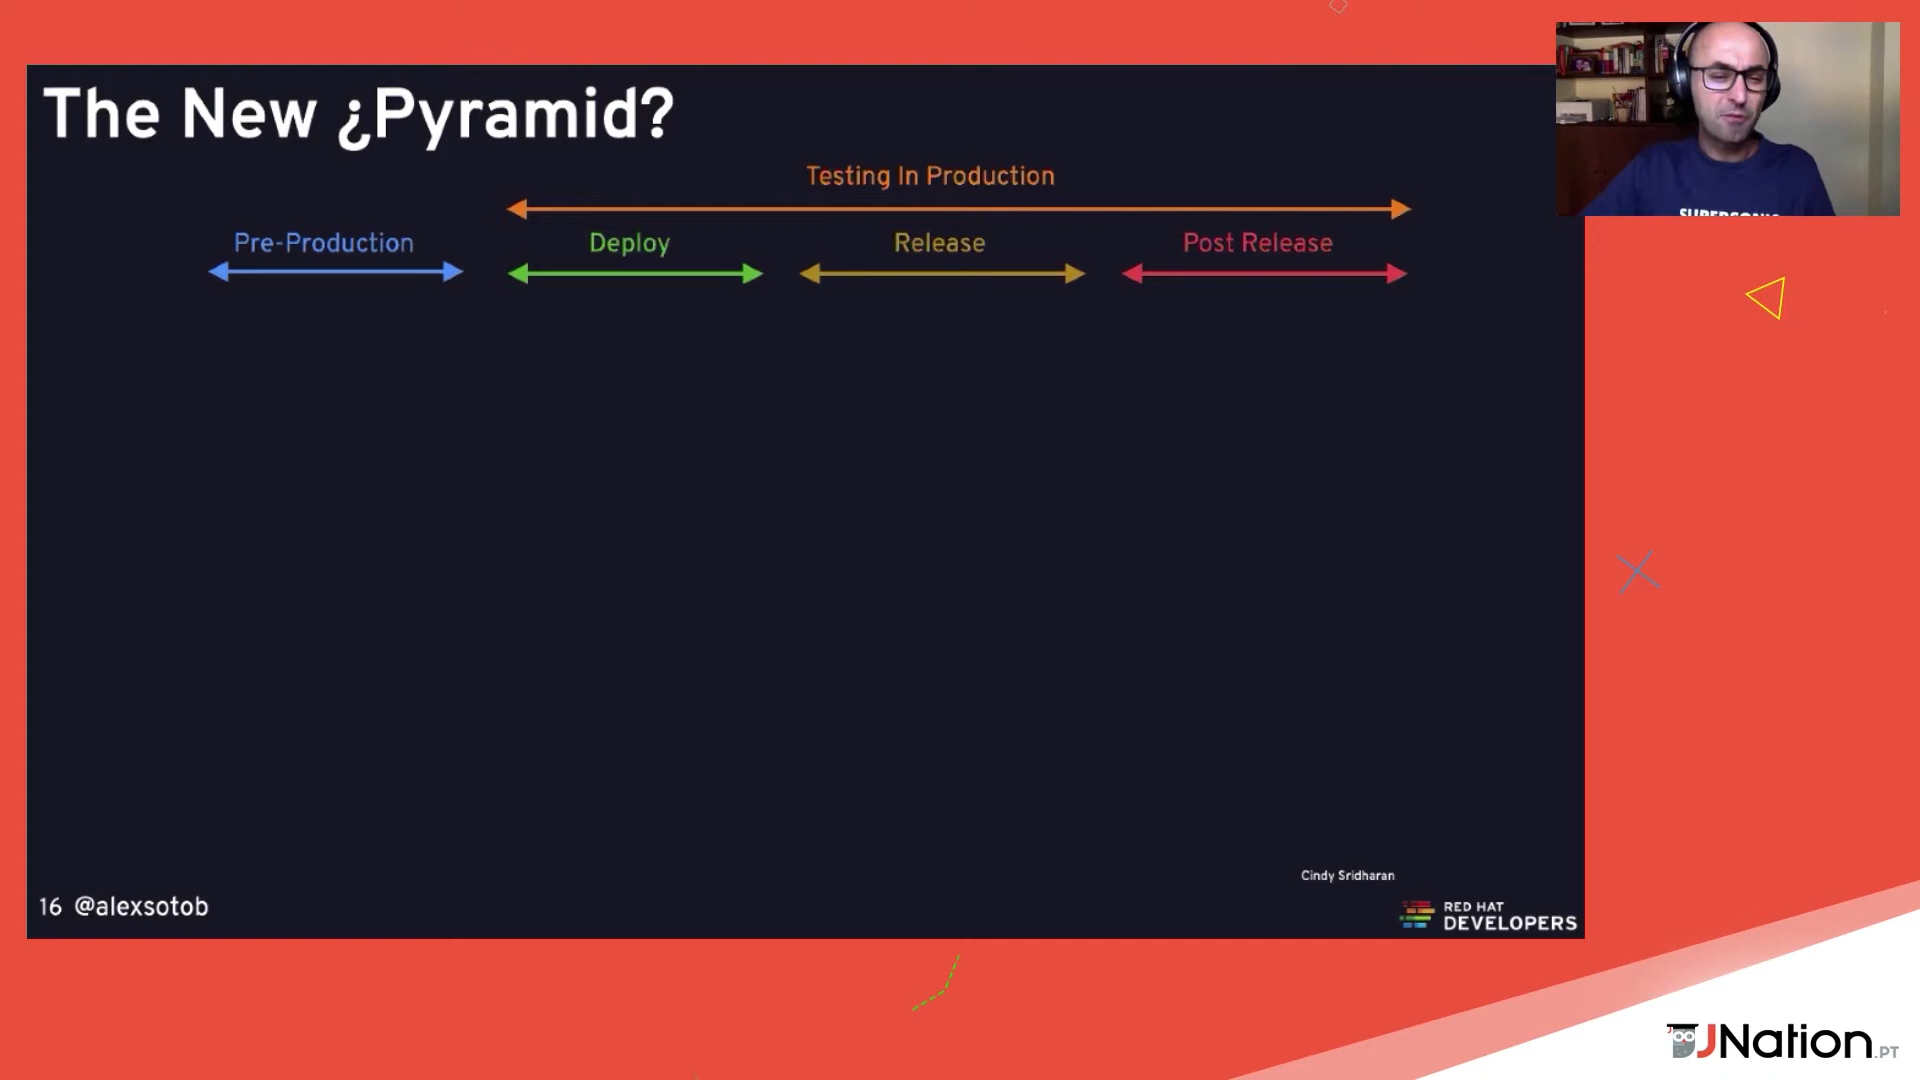 The New ¿Pyramid?
Testing In Production
Pre-Production
Deploy
Release
Post Release
Cindy Sridharan
16 @alexsotob
RED HAT
DEVELOPERS
JNation.PT